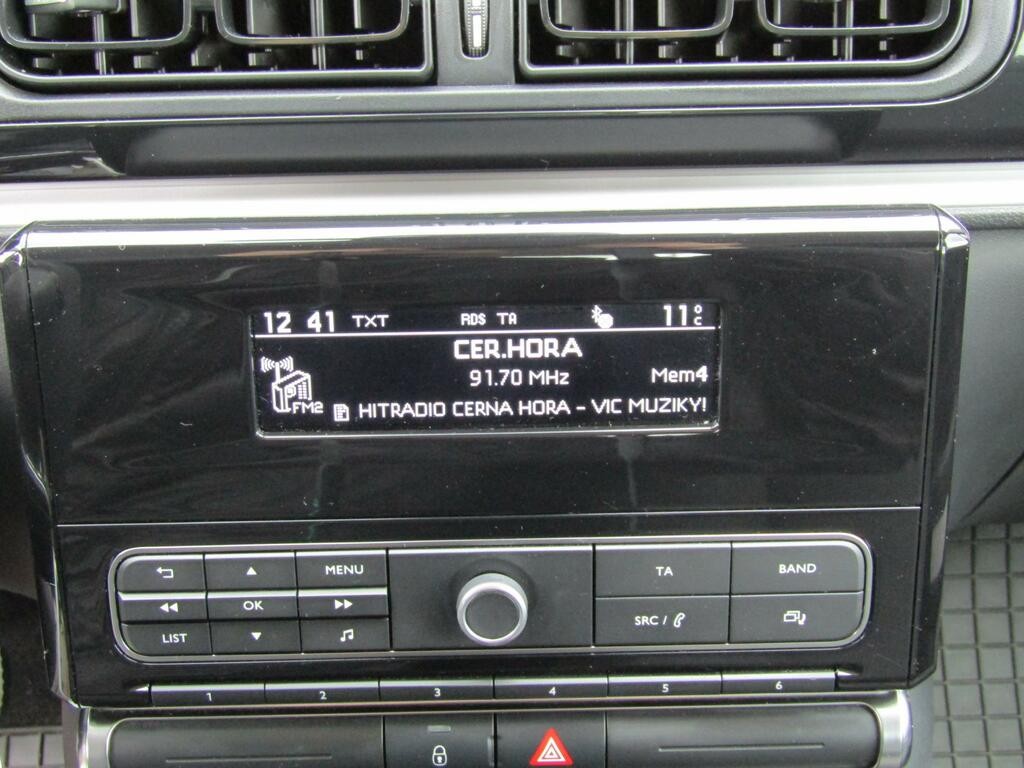 12 41 TXT RDS TA 11°C
CER.HORA
91.70 MHz Mem4
FM2
HITRADIO CERNA HORA - VIC MUZIKY!
MENU TA BAND
OK
LIST SRC /
1 2 3 4 5 6